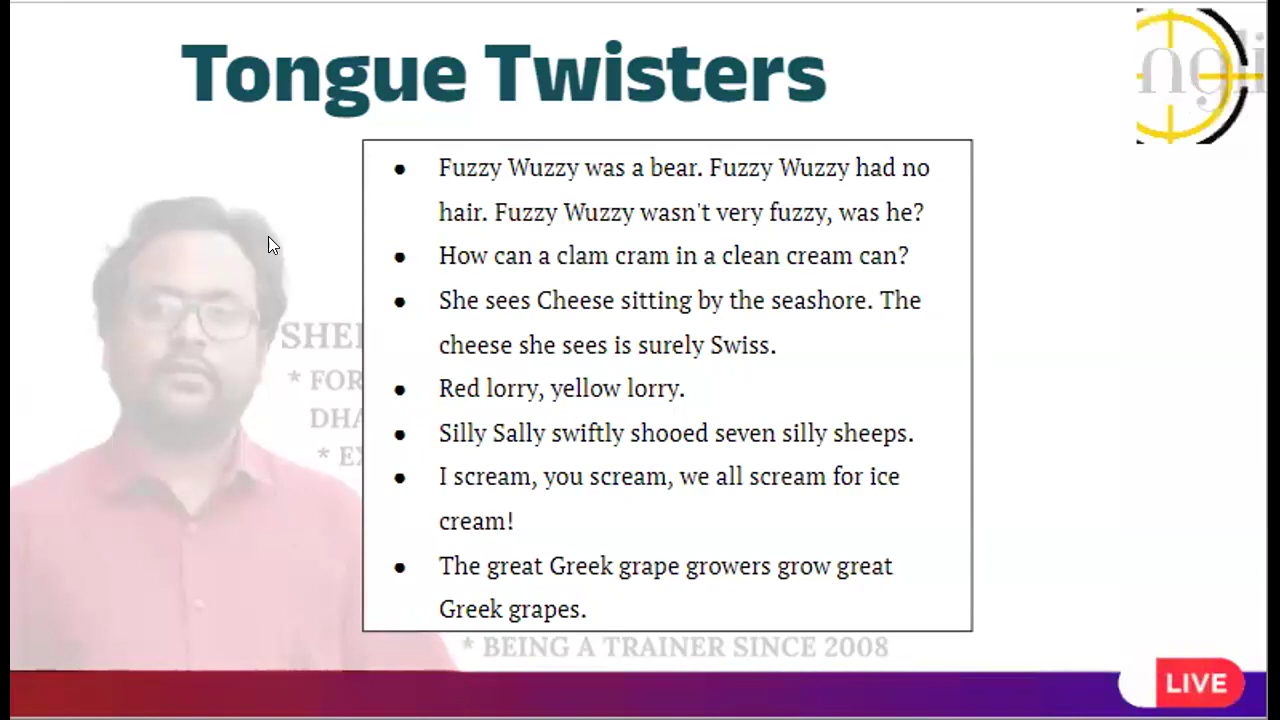 Tongue Twisters
● Fuzzy Wuzzy was a bear. Fuzzy Wuzzy had no
hair. Fuzzy Wuzzy wasn't very fuzzy, was he?
● How can a clam cram in a clean cream can?
● She sees Cheese sitting by the seashore. The
cheese she sees is surely Swiss.
● Red lorry, yellow lorry.
● Silly Sally swiftly shooed seven silly sheeps.
● I scream, you scream, we all scream for ice
cream!
● The great Greek grape growers grow great
Greek grapes.
* BEING A TRAINER SINCE 2008
LIVE